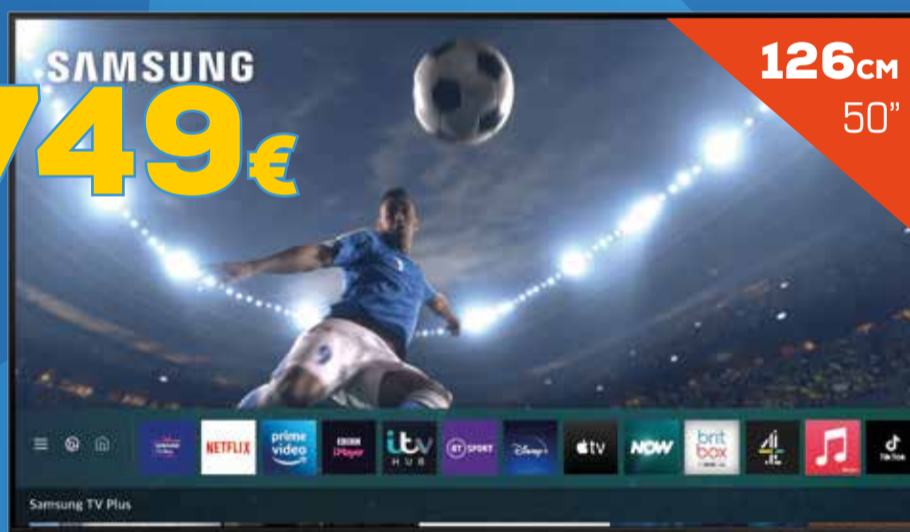 SAMSUNG
749€
126CM
50”
NETFLIX
prime
video
BBC
iPlayer
itv
HUB
BT SPORT
Disney+
tv
NOW
brit
box
4
TikTok
Samsung TV Plus